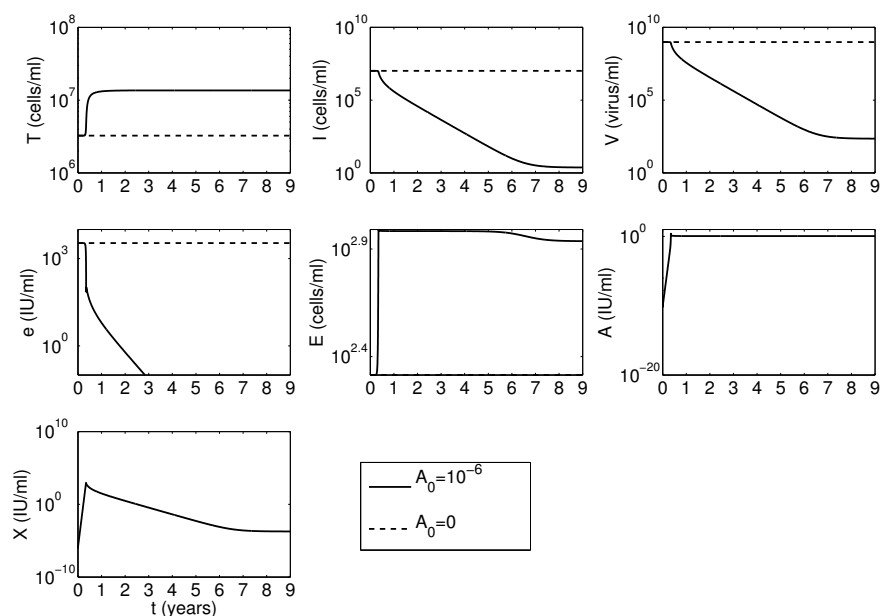 10^8
10^7
10^6
T (cells/ml)
0 1 2 3 4 5 6 7 8 9
10^10
10^5
10^0
I (cells/ml)
0 1 2 3 4 5 6 7 8 9
10^10
10^5
10^0
V (virus/ml)
0 1 2 3 4 5 6 7 8 9
10^3
10^0
e (IU/ml)
0 1 2 3 4 5 6 7 8 9
10^2.9
10^2.4
E (cells/ml)
0 1 2 3 4 5 6 7 8 9
10^0
10^-20
A (IU/ml)
0 1 2 3 4 5 6 7 8 9
10^10
10^0
10^-10
X (IU/ml)
0 1 2 3 4 5 6 7 8 9
t (years)
A_0=10^-6
A_0=0